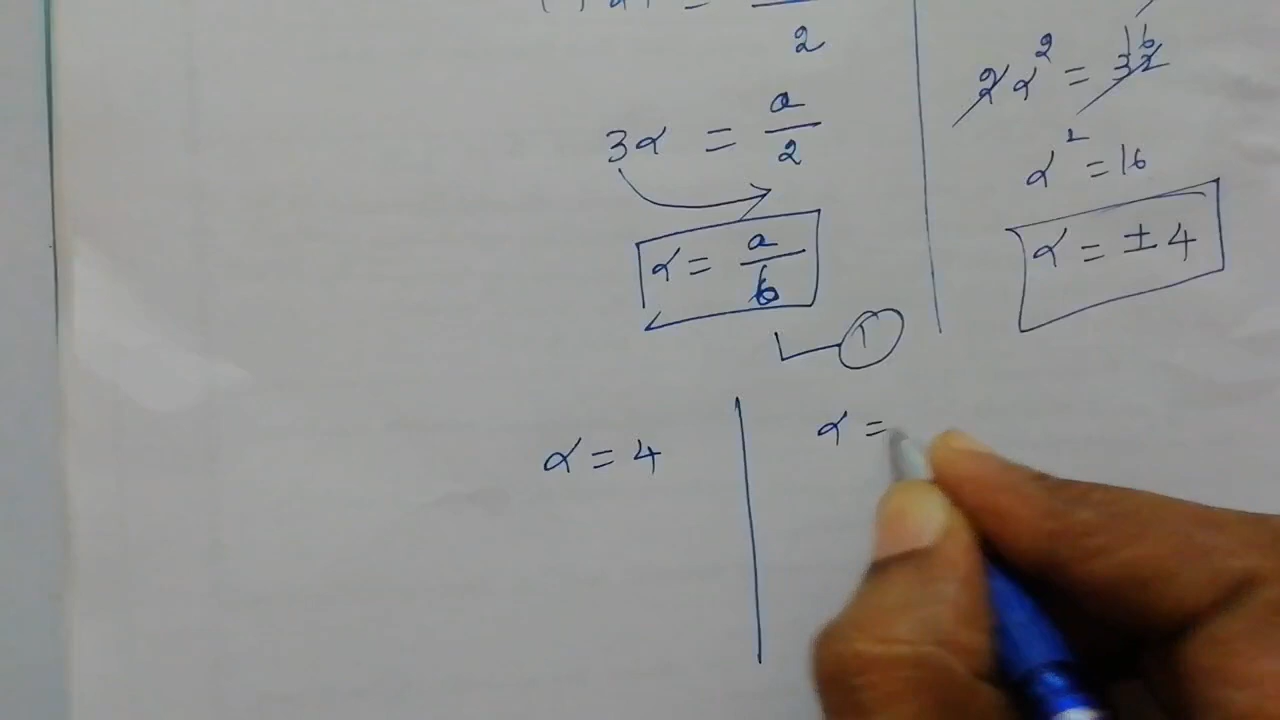 2
3α = a/2
α = a/6
1
2α² = 32 16
α² = 16
α = ±4
α = 4
α =